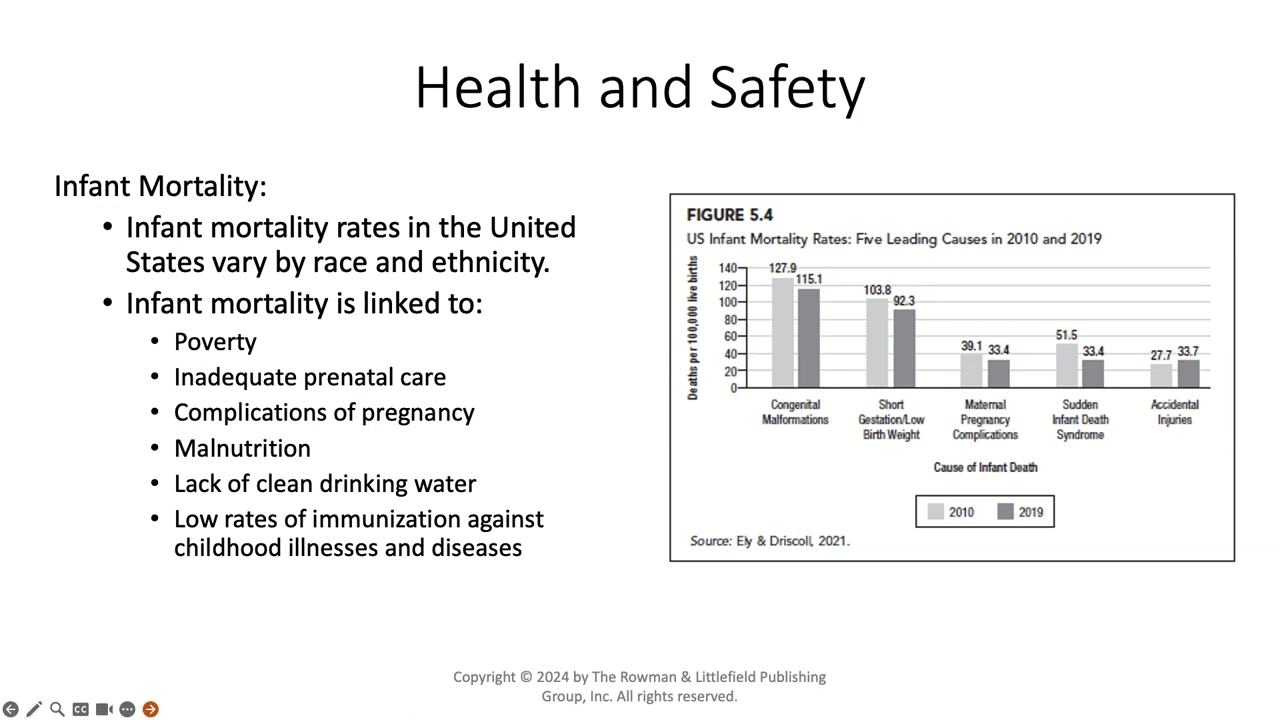 Health and Safety
Infant Mortality:
• Infant mortality rates in the United
States vary by race and ethnicity.
• Infant mortality is linked to:
• Poverty
• Inadequate prenatal care
• Complications of pregnancy
• Malnutrition
• Lack of clean drinking water
• Low rates of immunization against
childhood illnesses and diseases
FIGURE 5.4
US Infant Mortality Rates: Five Leading Causes in 2010 and 2019
Deaths per 100,000 live births
140
120
100
80
60
40
20
0
127.9
115.1
103.8
92.3
39.1
33.4
51.5
33.4
27.7
33.7
Congenital
Malformations
Short
Gestation/Low
Birth Weight
Maternal
Pregnancy
Complications
Sudden
Infant Death
Syndrome
Accidental
Injuries
Cause of Infant Death
2010
2019
Source: Ely & Driscoll, 2021.
Copyright © 2024 by The Rowman & Littlefield Publishing
Group, Inc. All rights reserved.
CC